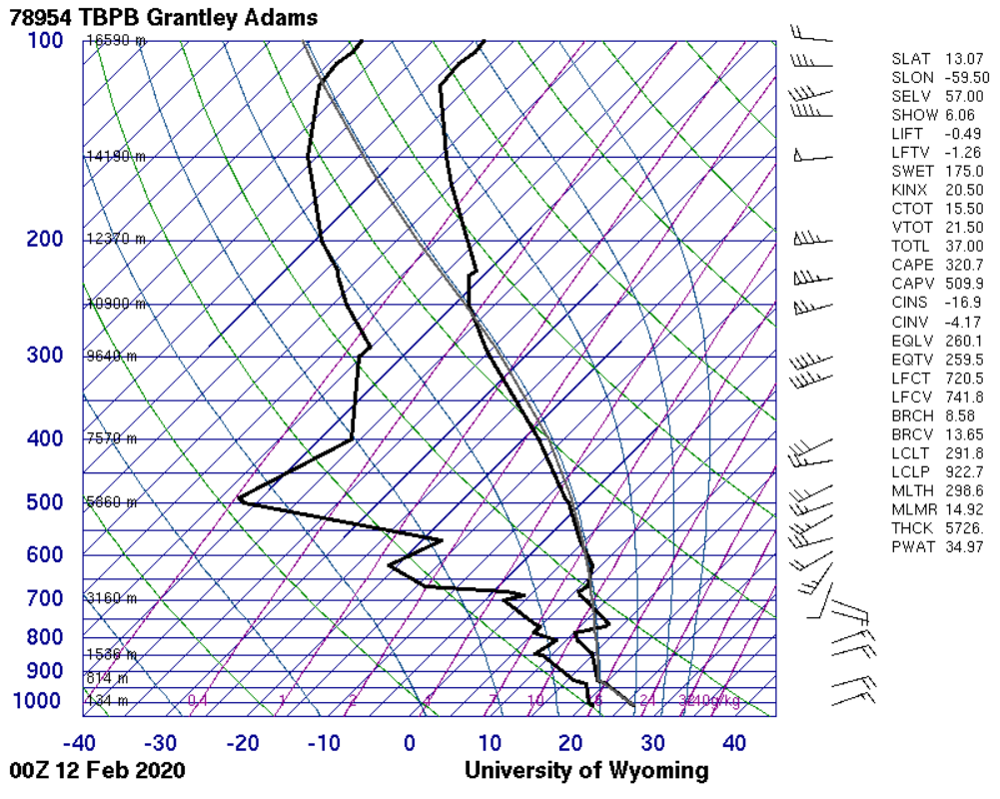 78954 TBPB Grantley Adams
100
16590 m
14190 m
200
12370 m
10900 m
300
9640 m
400
7570 m
500
5860 m
600
700
3160 m
800
1536 m
900
814 m
1000
134 m
0.4 1 2 4 7 10 16 24 32 40g/kg
-40 -30 -20 -10 0 10 20 30 40
00Z 12 Feb 2020
University of Wyoming
SLAT 13.07
SLON -59.50
SELV 57.00
SHOW 6.06
LIFT -0.49
LFTV -1.26
SWET 175.0
KINX 20.50
CTOT 15.50
VTOT 21.50
TOTL 37.00
CAPE 320.7
CAPV 509.9
CINS -16.9
CINV -4.17
EQLV 260.1
EQTV 259.5
LFCT 720.5
LFCV 741.8
BRCH 8.58
BRCV 13.65
LCLT 291.8
LCLP 922.7
MLTH 298.6
MLMR 14.92
THCK 5726.
PWAT 34.97